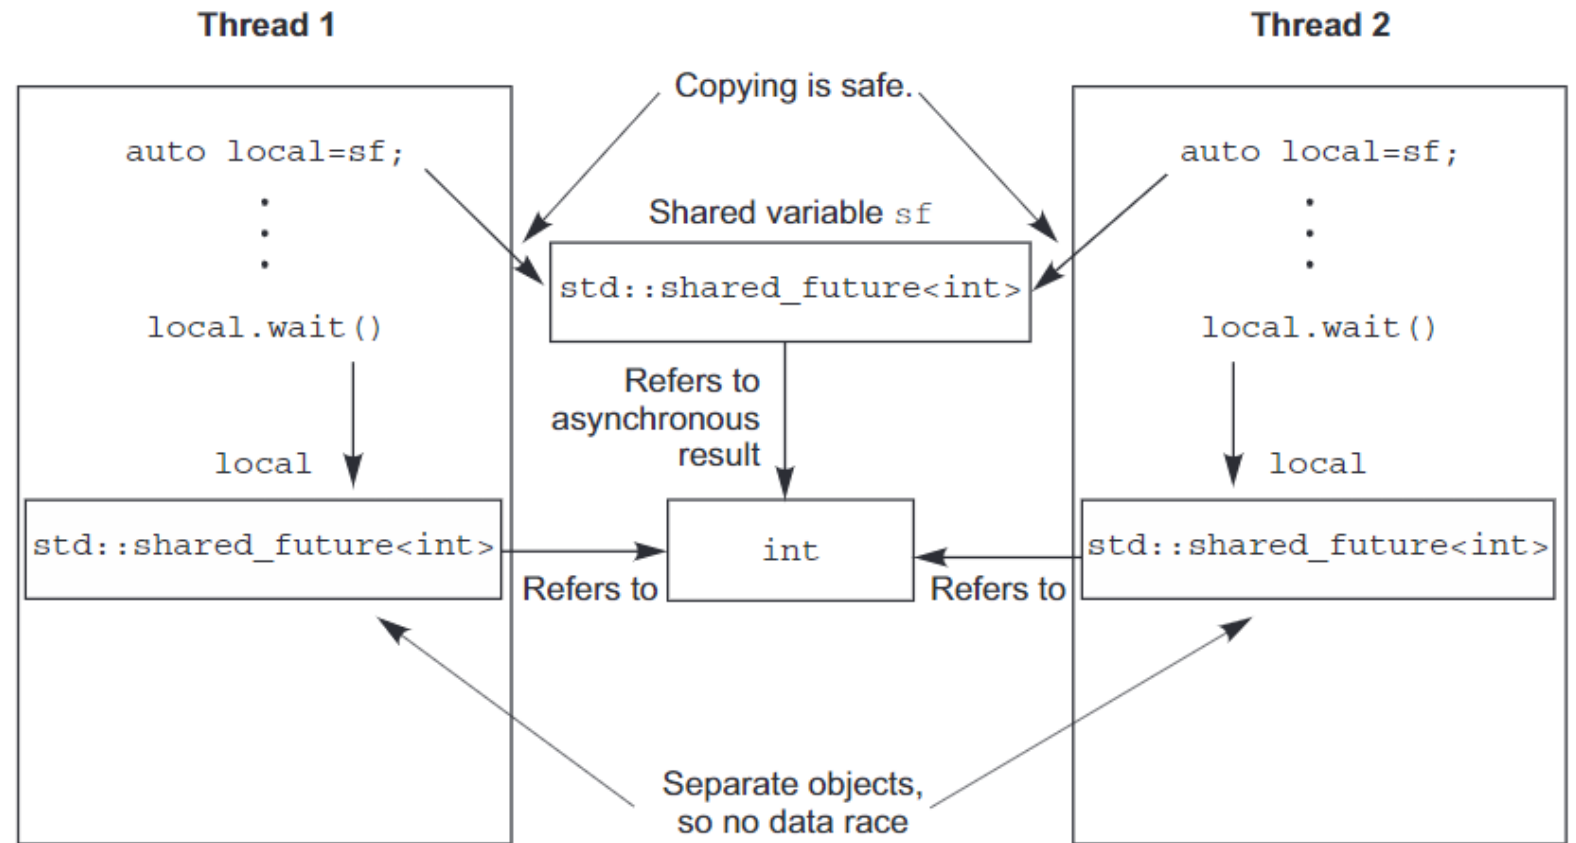 Thread 1
Thread 2
Copying is safe.
auto local=sf;
auto local=sf;
Shared variable sf
std::shared_future<int>
local.wait()
local.wait()
Refers to
asynchronous
result
local
local
std::shared_future<int>
int
std::shared_future<int>
Refers to
Refers to
Separate objects,
so no data race